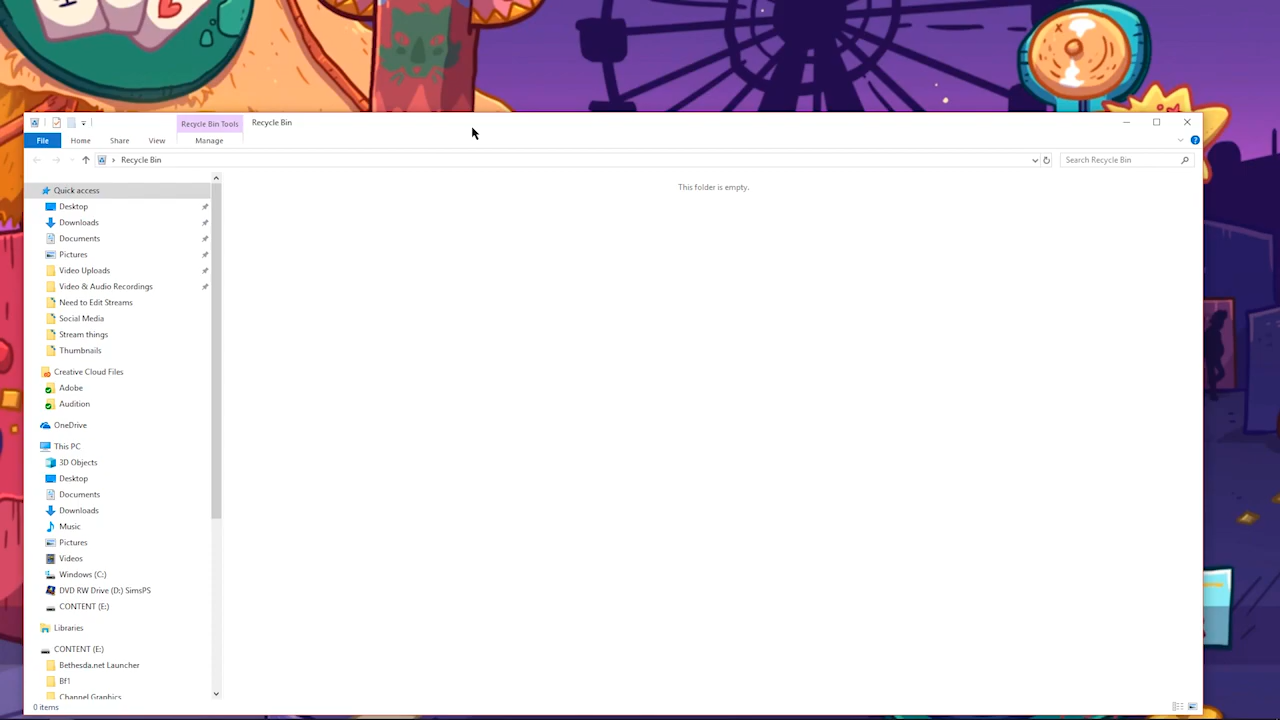 Recycle Bin Tools
Recycle Bin
File
Home
Share
View
Manage
Recycle Bin
Search Recycle Bin
This folder is empty.
Quick access
Desktop
Downloads
Documents
Pictures
Video Uploads
Video & Audio Recordings
Need to Edit Streams
Social Media
Stream things
Thumbnails
Creative Cloud Files
Adobe
Audition
OneDrive
This PC
3D Objects
Desktop
Documents
Downloads
Music
Pictures
Videos
Windows (C:)
DVD RW Drive (D:) SimsPS
CONTENT (E:)
Libraries
CONTENT (E:)
Bethesda.net Launcher
Bf1
Channel Graphics
0 items